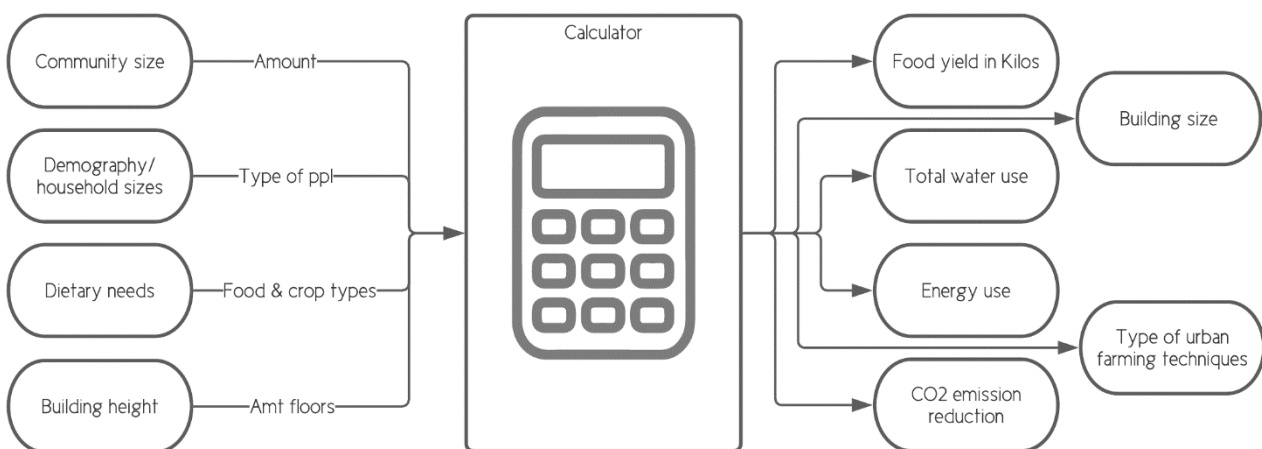 Community size
Amount
Demography/
household sizes
Type of ppl
Dietary needs
Food & crop types
Building height
Amt floors
Calculator
Food yield in Kilos
Building size
Total water use
Energy use
Type of urban
farming techniques
CO2 emission
reduction